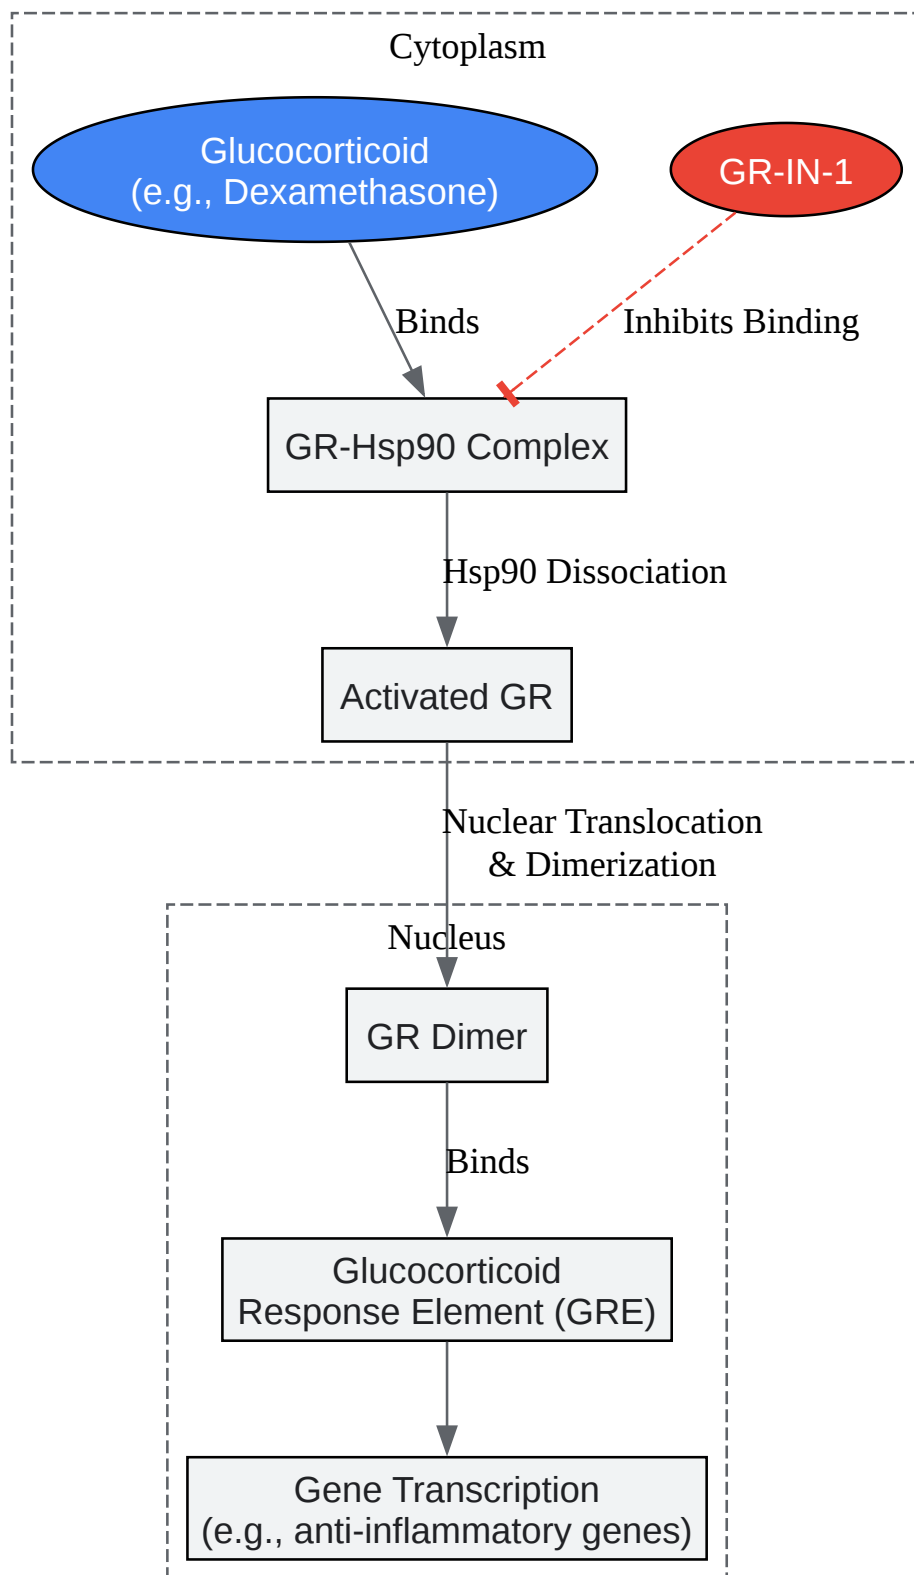 Cytoplasm
Glucocorticoid
(e.g., Dexamethasone)
GR-IN-1
Binds
Inhibits Binding
GR-Hsp90 Complex
Hsp90 Dissociation
Activated GR
Nuclear Translocation
& Dimerization
Nucleus
GR Dimer
Binds
Glucocorticoid
Response Element (GRE)
Gene Transcription
(e.g., anti-inflammatory genes)